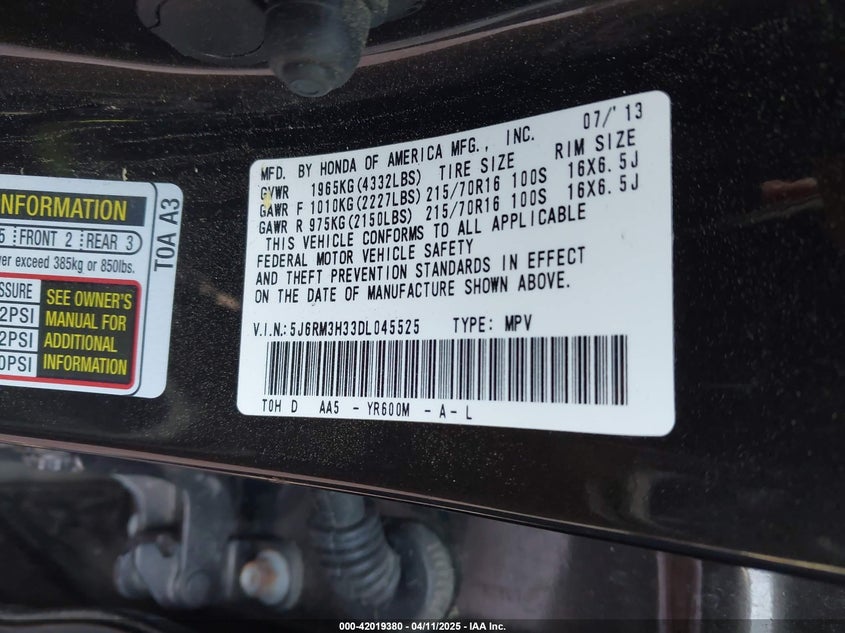 MFD. BY HONDA OF AMERICA MFG., INC. 07/'13
GVWR 1965KG(4332LBS) TIRE SIZE RIM SIZE
GAWR F 1010KG(2227LBS) 215/70R16 100S 16X6.5J
GAWR R 975KG(2150LBS) 215/70R16 100S 16X6.5J
THIS VEHICLE CONFORMS TO ALL APPLICABLE
FEDERAL MOTOR VEHICLE SAFETY
AND THEFT PREVENTION STANDARDS IN EFFECT
ON THE DATE OF MANUFACTURE SHOWN ABOVE.
V.I.N.:5J6RM3H33DL045525 TYPE: MPV
T0H D AA5 - YR600M - A - L
INFORMATION
FRONT 2 REAR 3
exceed 385kg or 850lbs.
SEE OWNER'S
MANUAL FOR
ADDITIONAL
INFORMATION
PSI
PSI
PSI
T0A A3
000-42019380 - 04/11/2025 - IAA Inc.